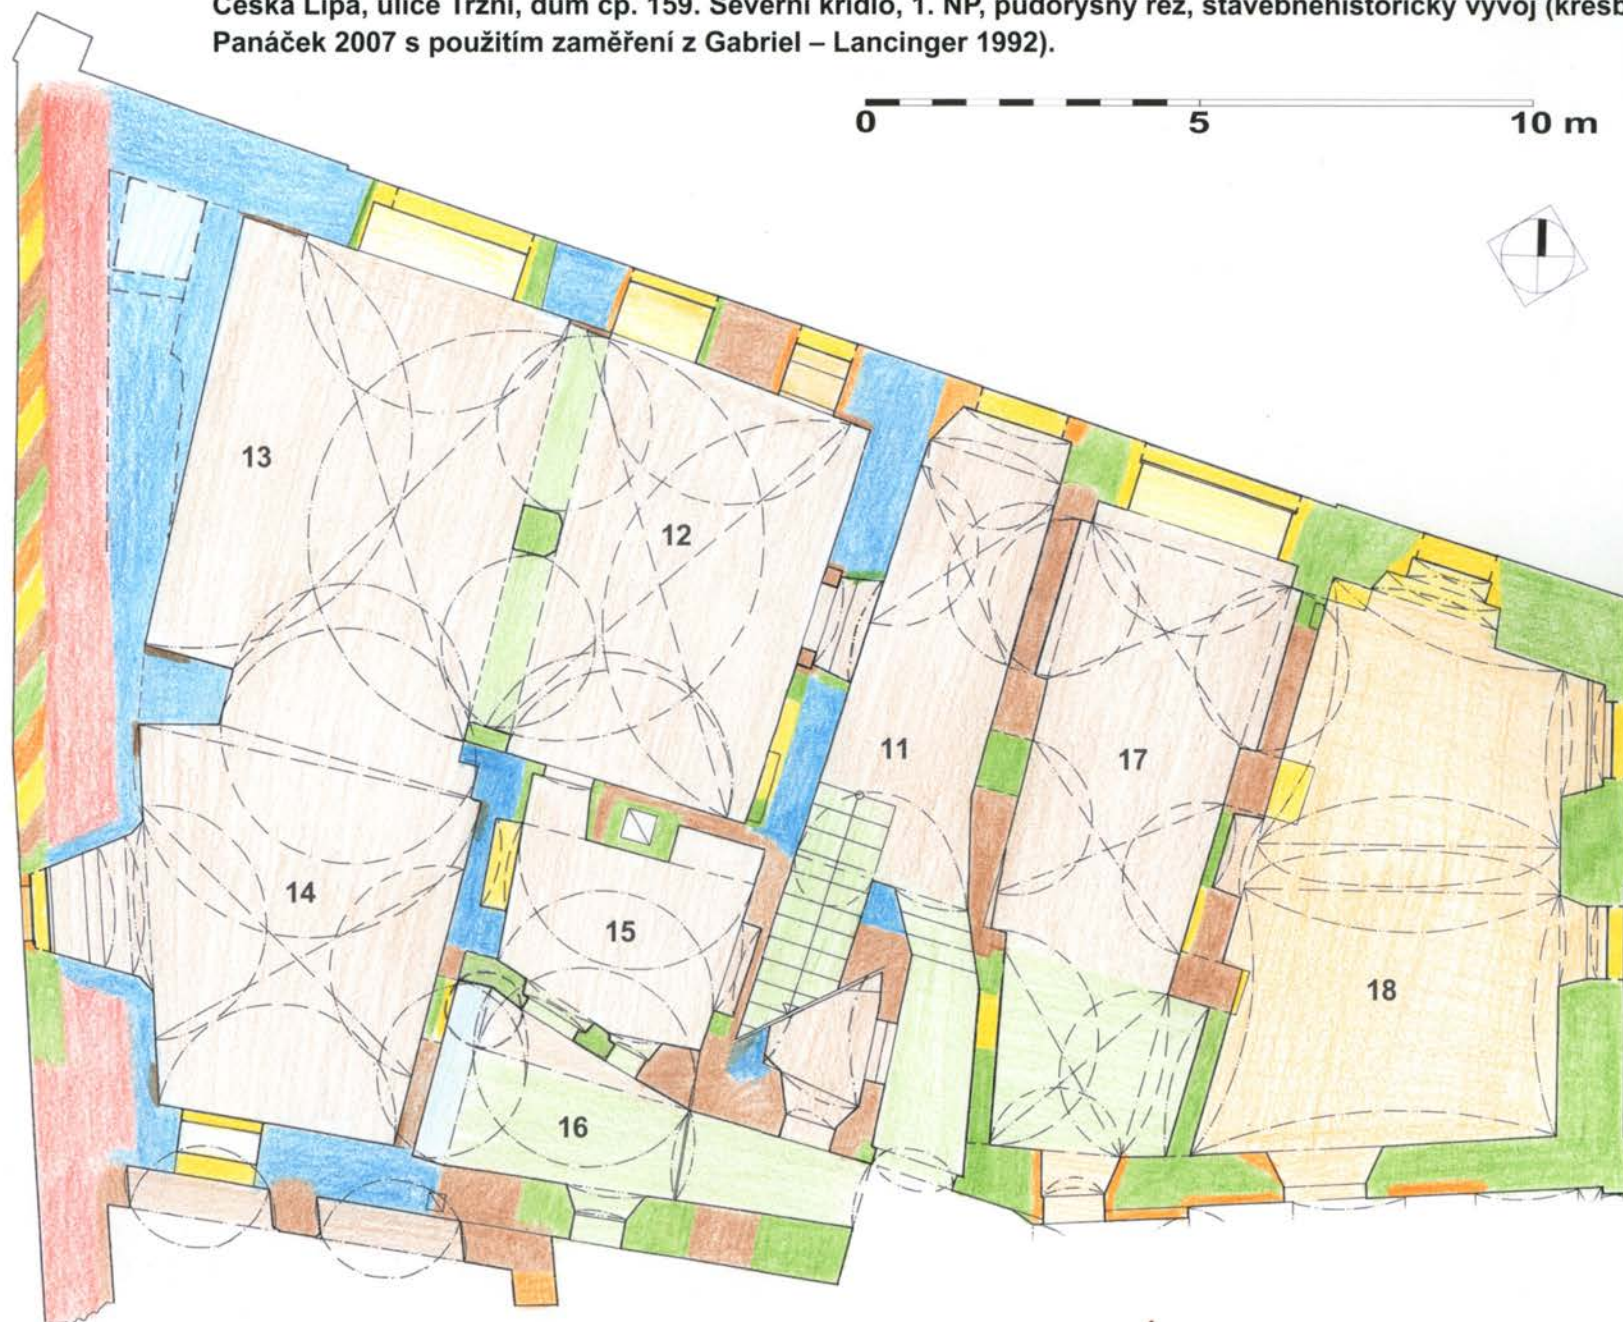 Česká Lípa, ulice Tržní, dům čp. 159. Severní křídlo, 1. NP, půdorysný řez, stavebněhistorický vývoj
Panáček 2007 s použitím zaměření z Gabriel – Lancinger 1992).
0 5 10 m
13
12
11
17
14
15
18
16